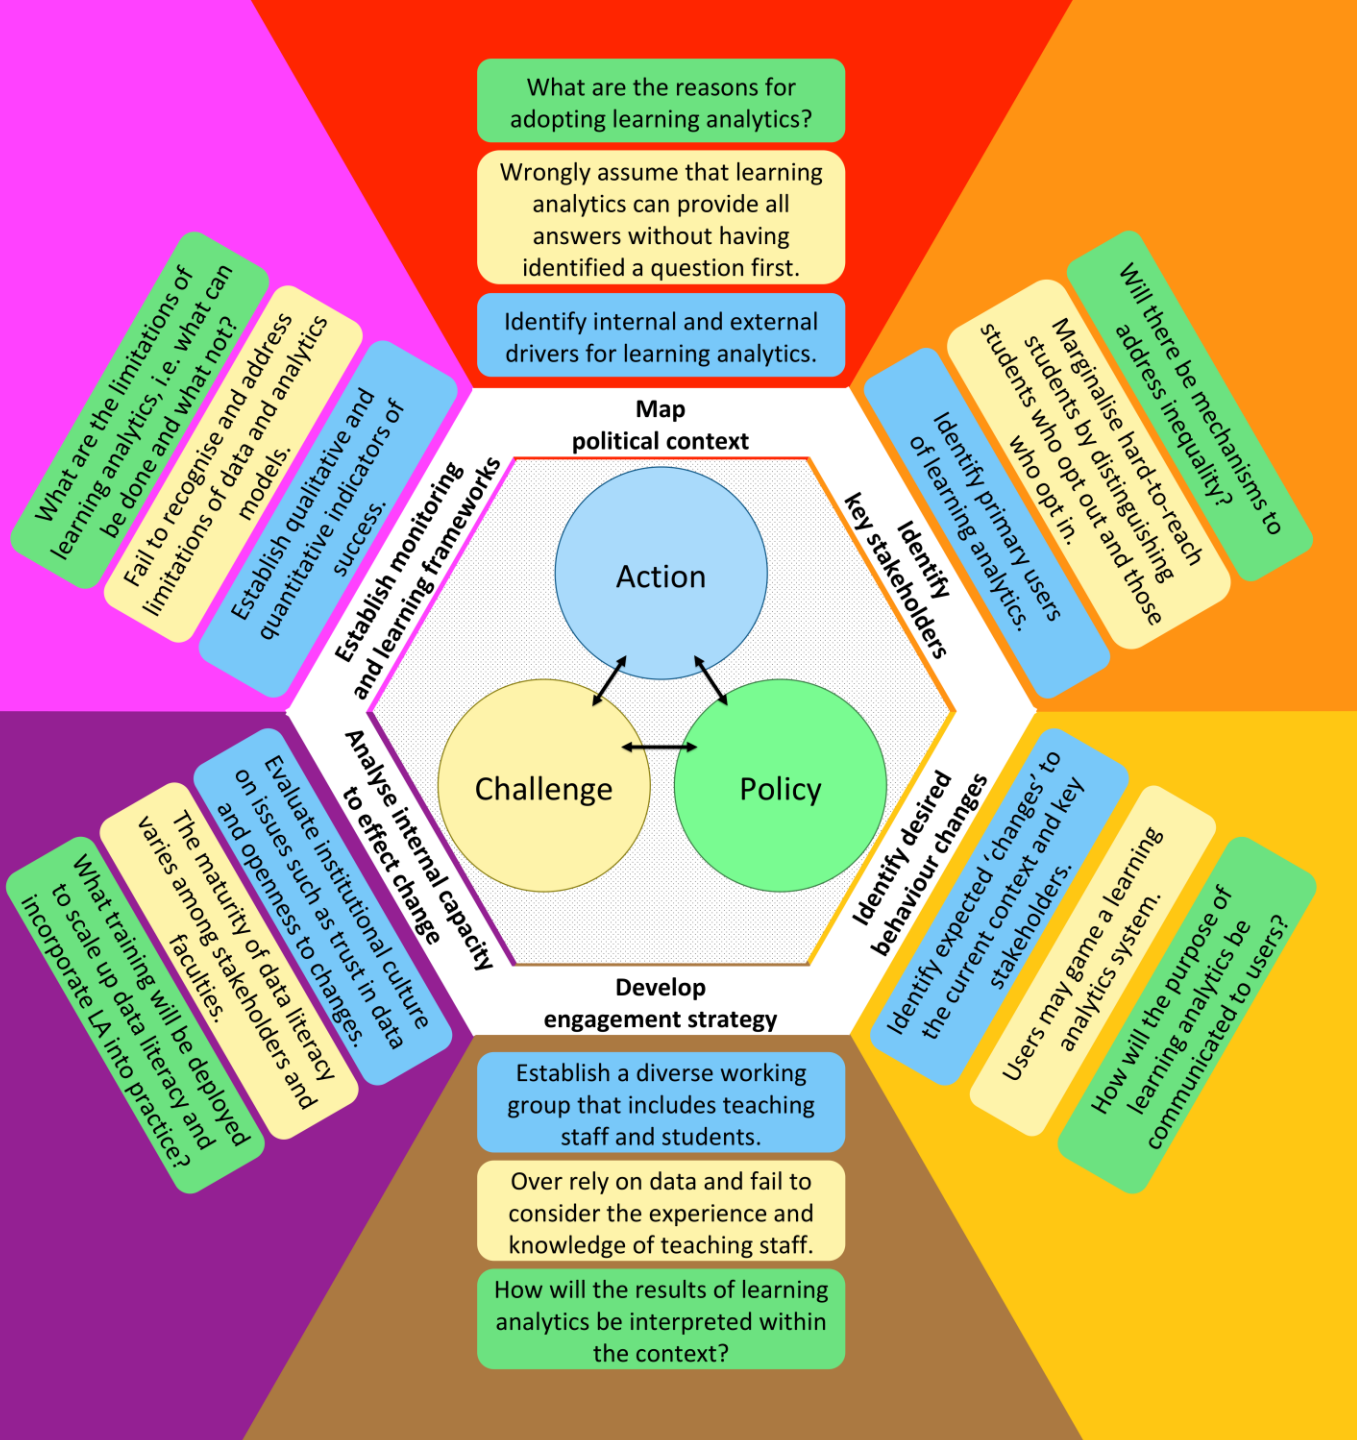 What are the reasons for
adopting learning analytics?
Wrongly assume that learning
analytics can provide all
answers without having
identified a question first.
Identify internal and external
drivers for learning analytics.
Map
political context
Will there be mechanisms to
address inequality?
Marginalise hard-to-reach
students by distinguishing
students who opt out and those
who opt in.
Identify primary users
of learning analytics.
Identify
key stakeholders
Identify desired
behaviour changes
Identify expected ‘changes’ to
the current context and key
stakeholders.
Users may game a learning
analytics system.
How will the purpose of
learning analytics be
communicated to users?
Develop
engagement strategy
Establish a diverse working
group that includes teaching
staff and students.
Over rely on data and fail to
consider the experience and
knowledge of teaching staff.
How will the results of learning
analytics be interpreted within
the context?
Analyse internal capacity
to effect change
Evaluate institutional culture
on issues such as trust in data
and openness to changes.
The maturity of data literacy
varies among stakeholders and
faculties.
What training will be deployed
to scale up data literacy and
incorporate LA into practice?
Establish monitoring
and learning frameworks
Establish qualitative and
quantitative indicators of
success.
Fail to recognise and address
limitations of data and analytics
models.
What are the limitations of
learning analytics, i.e. what can
be done and what not?
Action
Challenge
Policy